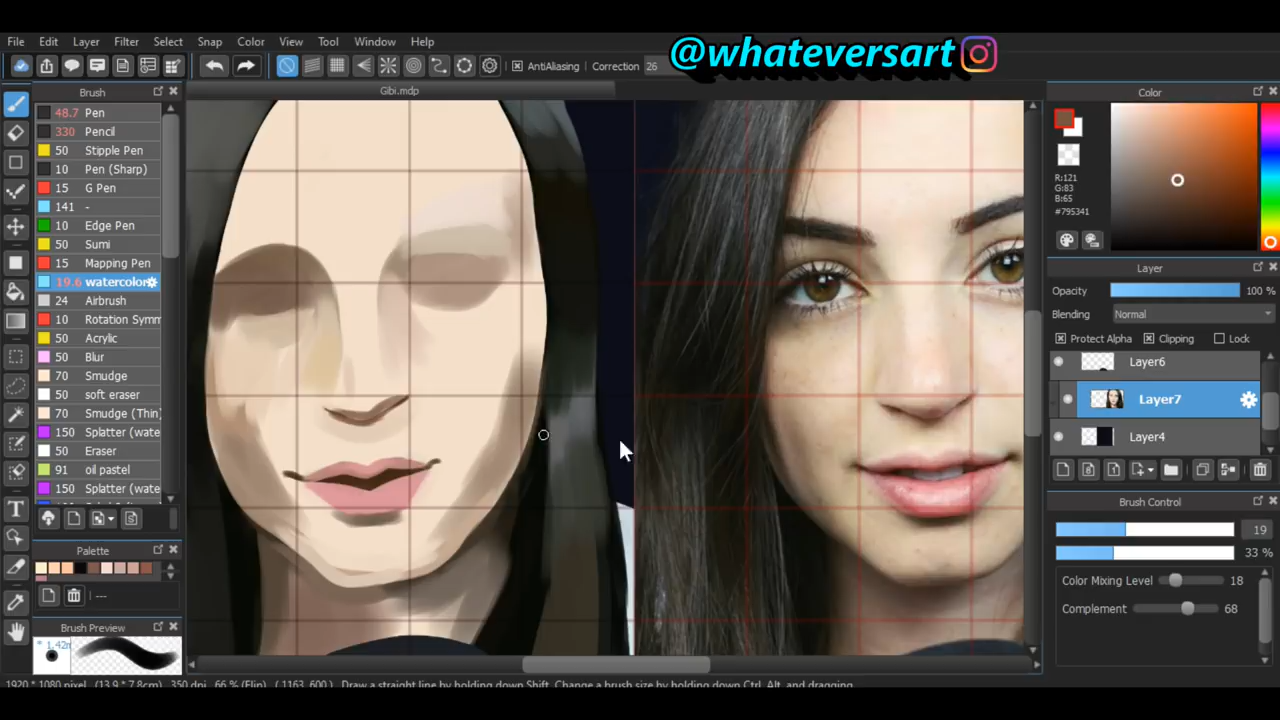 @whateversart
File Edit Layer Filter Select Snap Color View Tool Window Help
AntiAliasing Correction 26
Brush
Gibi.mdp
Color
48.7 Pen
330 Pencil
50 Stipple Pen
10 Pen (Sharp)
15 G Pen
141 -
10 Edge Pen
50 Sumi
15 Mapping Pen
19.6 watercolor
24 Airbrush
10 Rotation Symm
50 Acrylic
50 Blur
70 Smudge
50 soft eraser
70 Smudge (Thin)
150 Splatter (wate
50 Eraser
91 oil pastel
150 Splatter (wate
Palette
---
Brush Preview
* 1.42m
R:121
G:83
B:65
#795341
Layer
Opacity 100 %
Blending Normal
Protect Alpha Clipping Lock
Layer6
Layer7
Layer4
Brush Control
19
33 %
Color Mixing Level 18
Complement 68
1920 * 1080 pixel (13.9 * 7.8cm) 350 dpi 66 % (Flip) ( 1163, 600 ) Draw a straight line by holding down Shift, Change a brush size by holding down Ctrl, Alt, and dragging